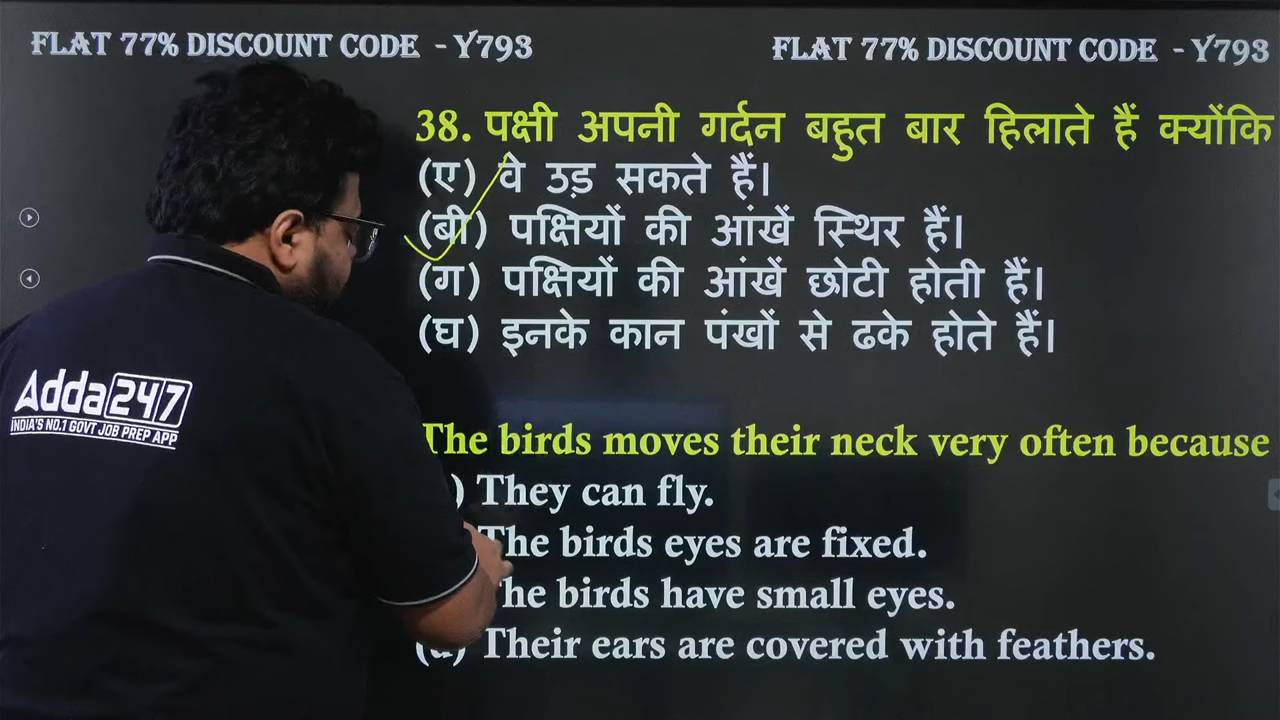 FLAT 77% DISCOUNT CODE - Y793
FLAT 77% DISCOUNT CODE - Y793
38. पक्षी अपनी गर्दन बहुत बार हिलाते हैं क्योंकि
(ए) वे उड़ सकते हैं।
(बी) पक्षियों की आंखें स्थिर हैं।
(ग) पक्षियों की आंखें छोटी होती हैं।
(घ) इनके कान पंखों से ढके होते हैं।
Adda247
INDIA'S NO.1 GOVT JOB PREP APP
The birds moves their neck very often because
) They can fly.
The birds eyes are fixed.
he birds have small eyes.
(d) Their ears are covered with feathers.